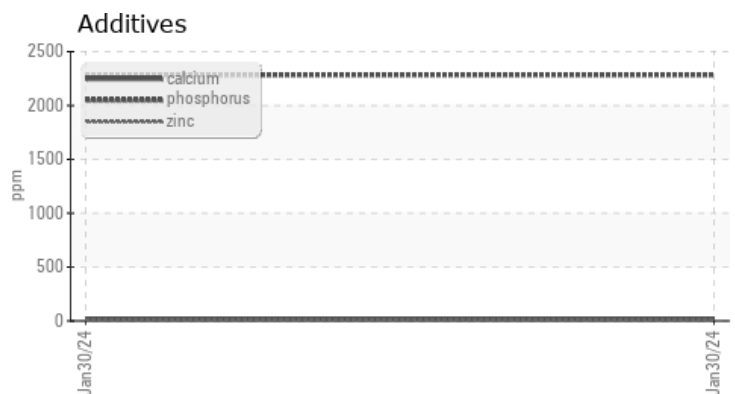 Additives
2500
2000
1500
1000
500
0
ppm
calcium
phosphorus
zinc
Jan30/24
Jan30/24